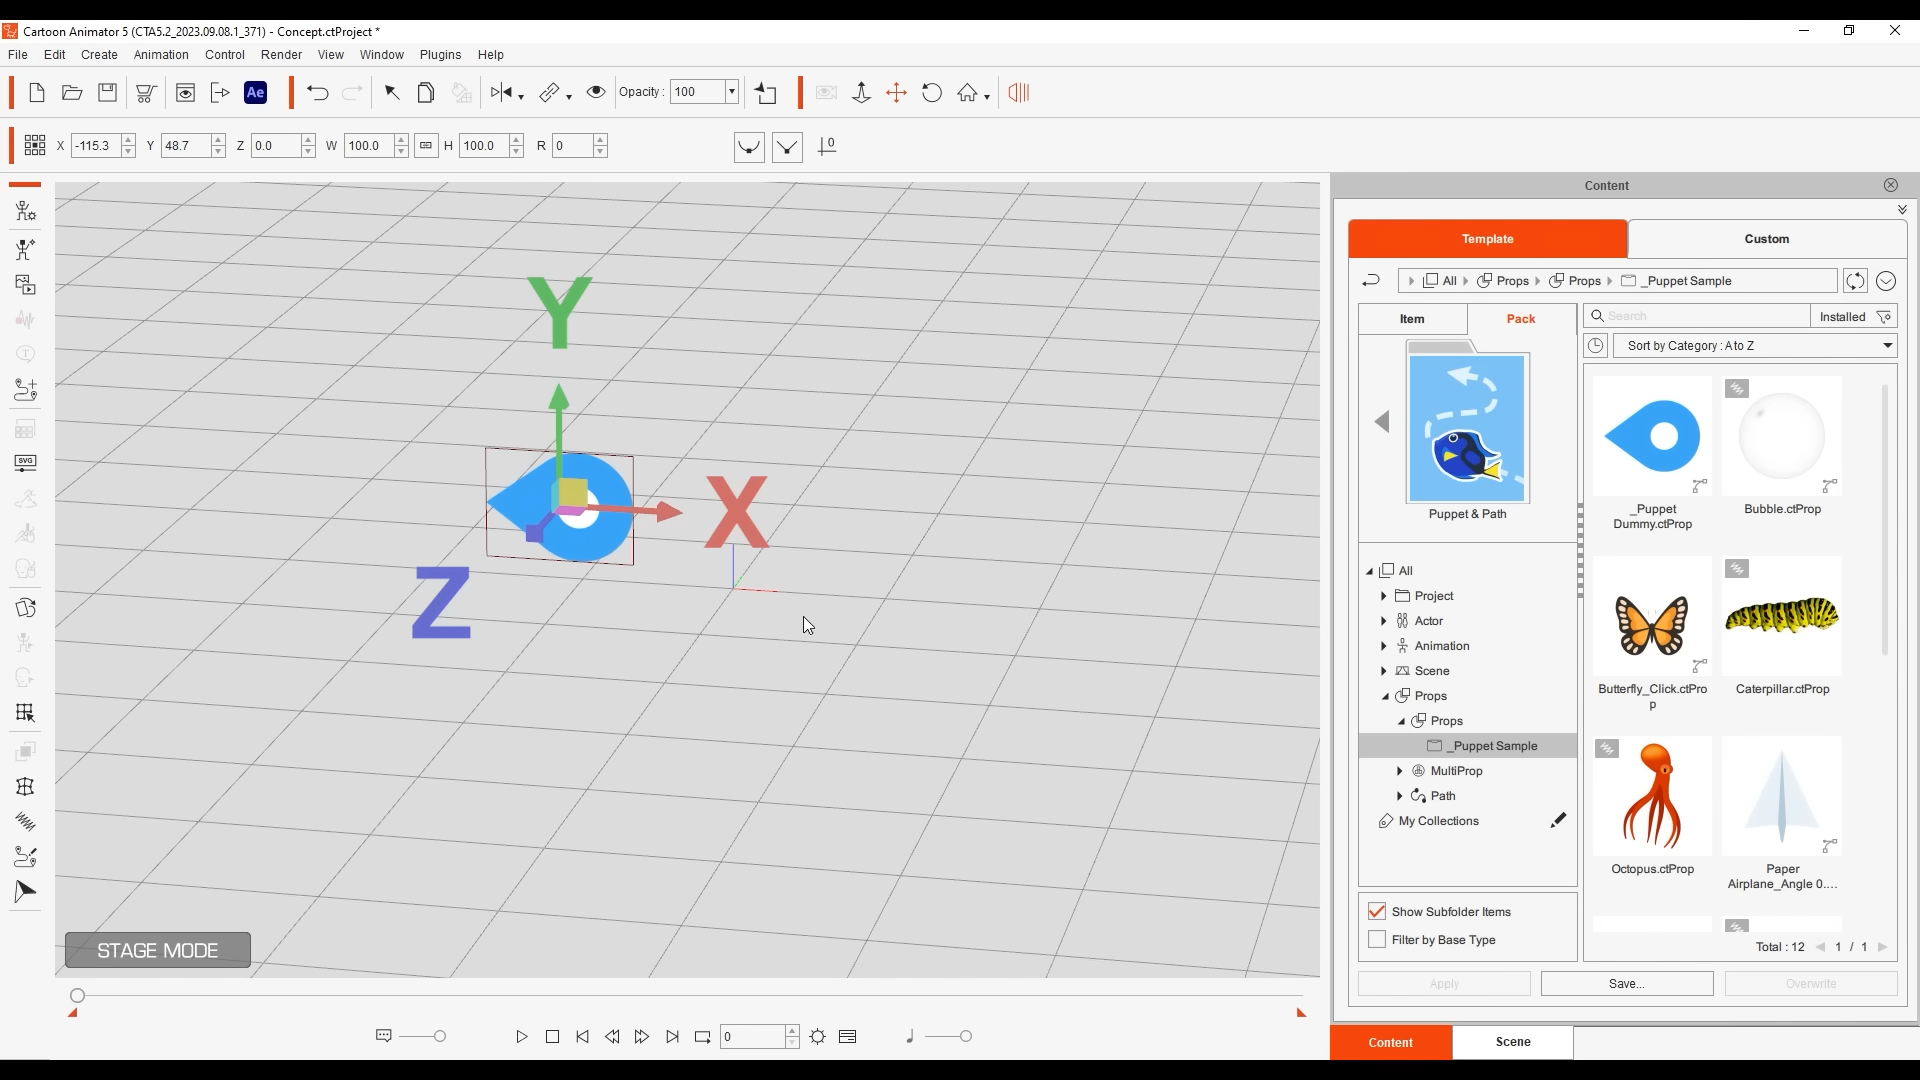 Cartoon Animator 5 (CTA5.2_2023.09.08.1_371) - Concept.ctProject *
File Edit Create Animation Control Render View Window Plugins Help
Ae Opacity : 100
X -115.3 Y 48.7 Z 0.0 W 100.0 H 100.0 R 0 0
Content
Template Custom
All Props Props _Puppet Sample
Item Pack Search Installed
Sort by Category : A to Z
Puppet & Path
_Puppet
Dummy.ctProp
Bubble.ctProp
All
Project
Actor
Animation
Scene
Props
Props
_Puppet Sample
MultiProp
Path
My Collections
Butterfly_Click.ctPro
p
Caterpillar.ctProp
Octopus.ctProp
Paper
Airplane_Angle 0....
Show Subfolder Items
Filter by Base Type
Total : 12 1 / 1
Apply Save... Overwrite
Content Scene
Y
X
Z
SVG
T
STAGE MODE
0